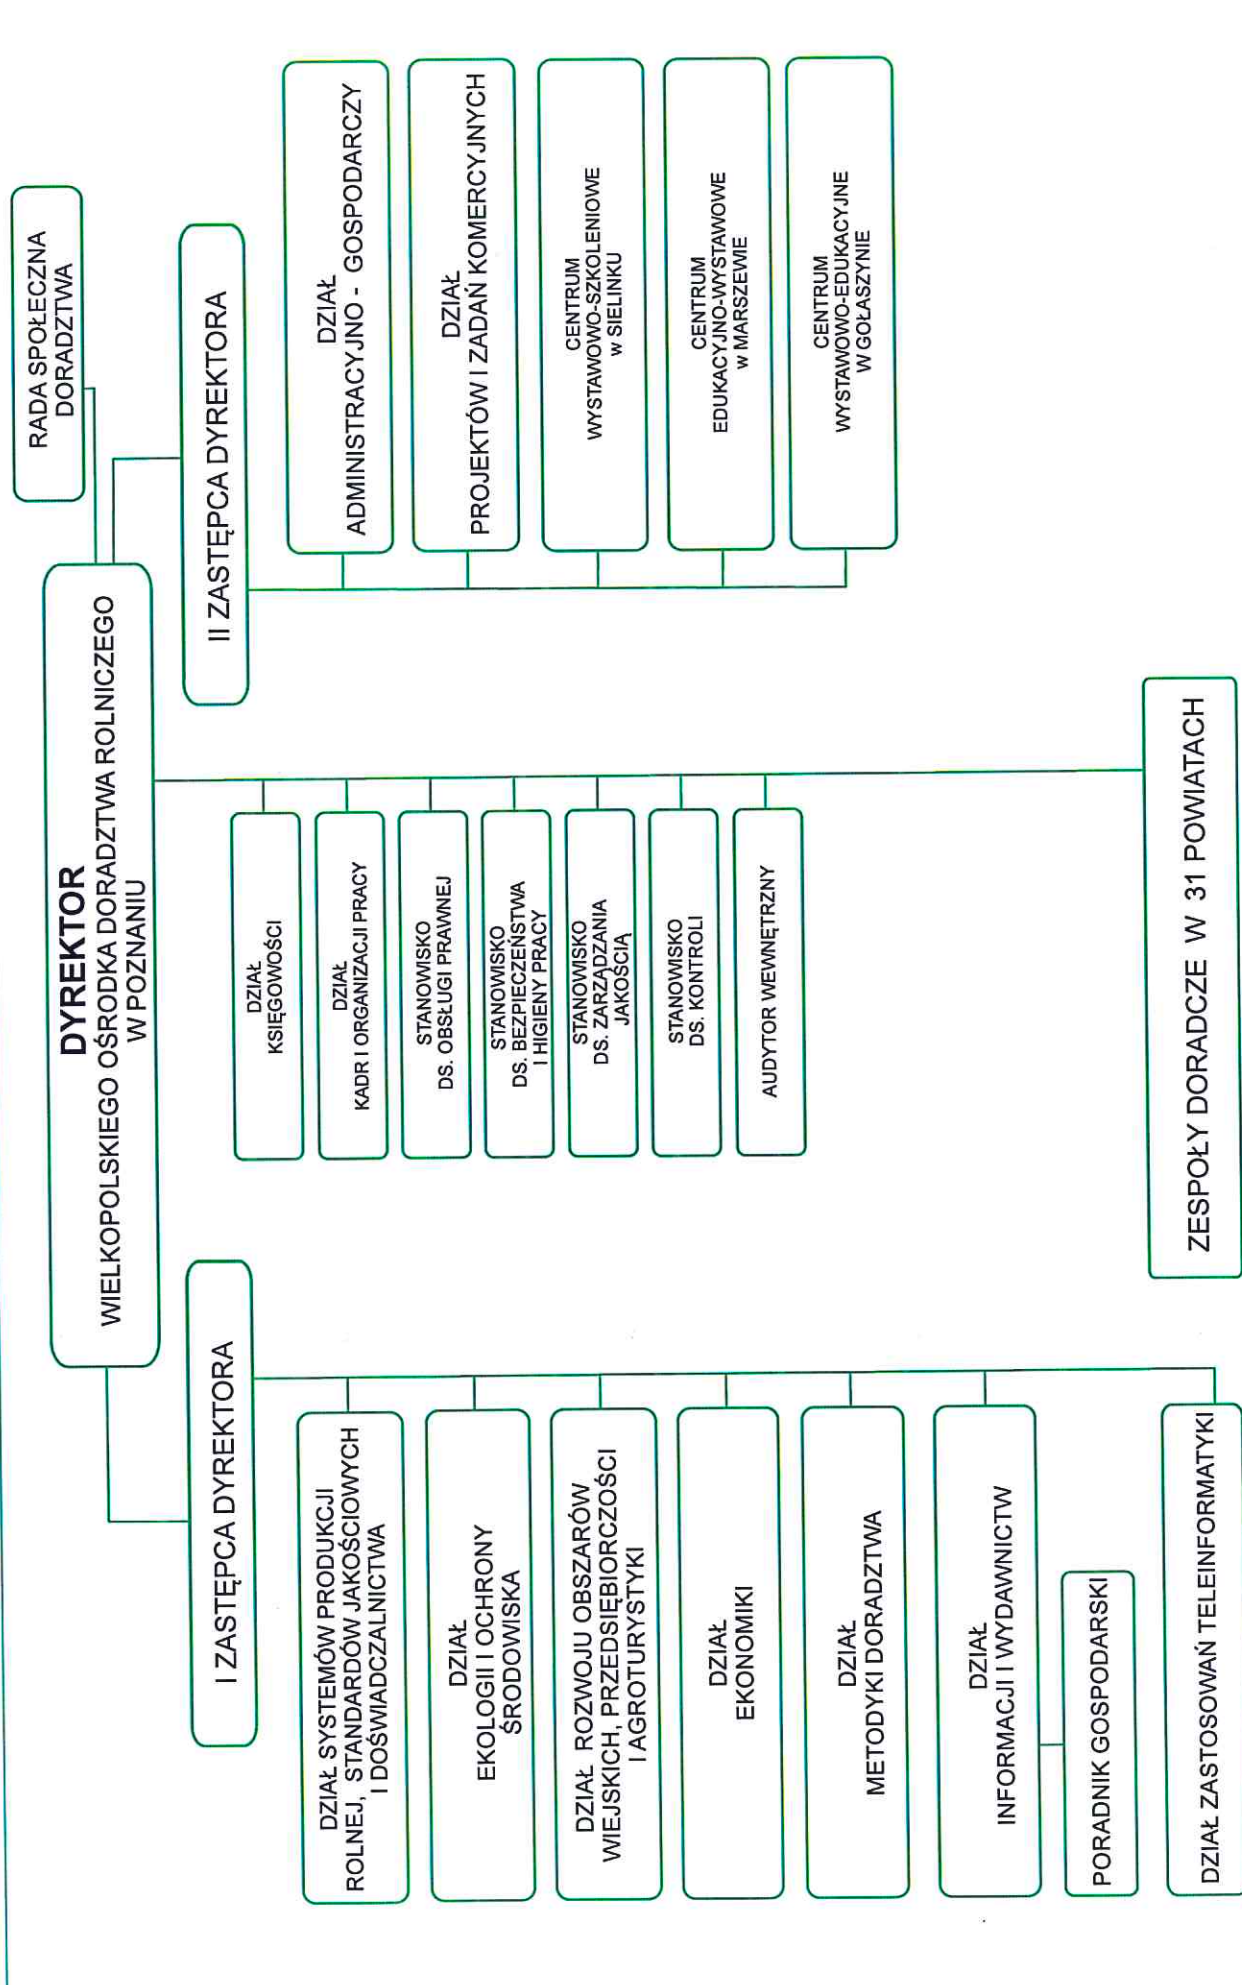 RADA SPOŁECZNA
DORADZTWA
DYREKTOR
WIELKOPOLSKIEGO OŚRODKA DORADZTWA ROLNICZEGO
W POZNANIU
I ZASTĘPCA DYREKTORA
II ZASTĘPCA DYREKTORA
DZIAŁ SYSTEMÓW PRODUKCJI
ROLNEJ, STANDARDÓW JAKOŚCIOWYCH
I DOŚWIADCZALNICTWA
DZIAŁ
EKOLOGII I OCHRONY
ŚRODOWISKA
DZIAŁ ROZWOJU OBSZARÓW
WIEJSKICH, PRZEDSIĘBIORCZOŚCI
I AGROTURYSTYKI
DZIAŁ
EKONOMIKI
DZIAŁ
METODYKI DORADZTWA
DZIAŁ
INFORMACJI I WYDAWNICTW
PORADNIK GOSPODARSKI
DZIAŁ ZASTOSOWAŃ TELEINFORMATYKI
DZIAŁ
KSIĘGOWOŚCI
DZIAŁ
KADR I ORGANIZACJI PRACY
STANOWISKO
DS. OBSŁUGI PRAWNEJ
STANOWISKO
DS. BEZPIECZEŃSTWA
I HIGIENY PRACY
STANOWISKO
DS. ZARZĄDZANIA
JAKOŚCIĄ
STANOWISKO
DS. KONTROLI
AUDYTOR WEWNĘTRZNY
ZESPOŁY DORADCZE W 31 POWIATACH
DZIAŁ
ADMINISTRACYJNO - GOSPODARCZY
DZIAŁ
PROJEKTÓW I ZADAŃ KOMERCYJNYCH
CENTRUM
WYSTAWOWO-SZKOLENIOWE
w SIELINKU
CENTRUM
EDUKACYJNO-WYSTAWOWE
w MARSZEWIE
CENTRUM
WYSTAWOWO-EDUKACYJNE
W GOŁASZYNIE